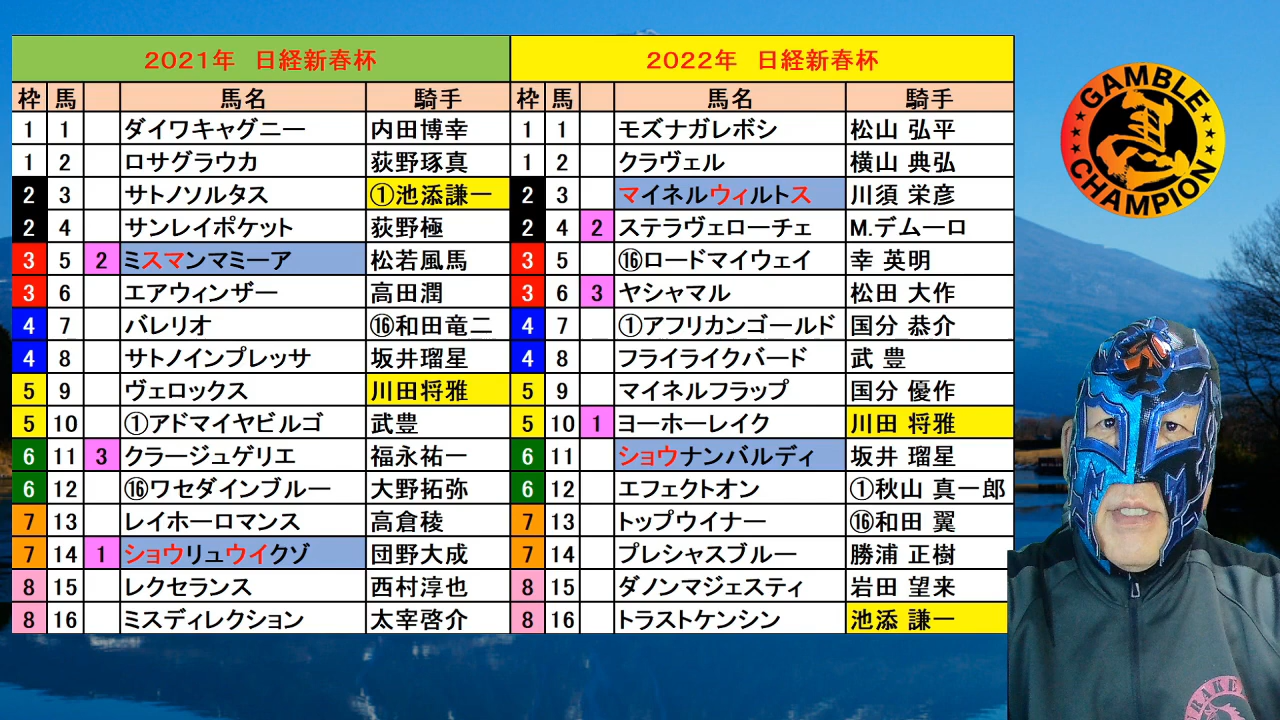 2021年 日経新春杯 2022年 日経新春杯
枠 馬 馬名 騎手 枠 馬 馬名 騎手
1 1 ダイワキャグニー 内田博幸 1 1 モズナガレボシ 松山 弘平
1 2 ロサグラウカ 荻野琢真 1 2 クラヴェル 横山 典弘
2 3 サトノソルタス ①池添謙一 2 3 マイネルウィルトス 川須 栄彦
2 4 サンレイポケット 荻野極 2 4 2 ステラヴェローチェ M.デムーロ
3 5 2 ミスマンマミーア 松若風馬 3 5 ⑯ロードマイウェイ 幸 英明
3 6 エアウィンザー 高田潤 3 6 3 ヤシャマル 松田 大作
4 7 バレリオ ⑯和田竜二 4 7 ①アフリカンゴールド 国分 恭介
4 8 サトノインプレッサ 坂井瑠星 4 8 フライライクバード 武 豊
5 9 ヴェロックス 川田将雅 5 9 マイネルフラップ 国分 優作
5 10 ①アドマイヤビルゴ 武豊 5 10 1 ヨーホーレイク 川田 将雅
6 11 3 クラージュゲリエ 福永祐一 6 11 ショウナンバルディ 坂井 瑠星
6 12 ⑯ワセダインブルー 大野拓弥 6 12 エフェクトオン ①秋山 真一郎
7 13 レイホーロマンス 高倉稜 7 13 トップウイナー ⑯和田 翼
7 14 1 ショウリュウイクゾ 団野大成 7 14 プレシャスブルー 勝浦 正樹
8 15 レクセランス 西村淳也 8 15 ダノンマジェスティ 岩田 望来
8 16 ミスディレクション 太宰啓介 8 16 トラストケンシン 池添 謙一
GAMBLE
CHAMPION